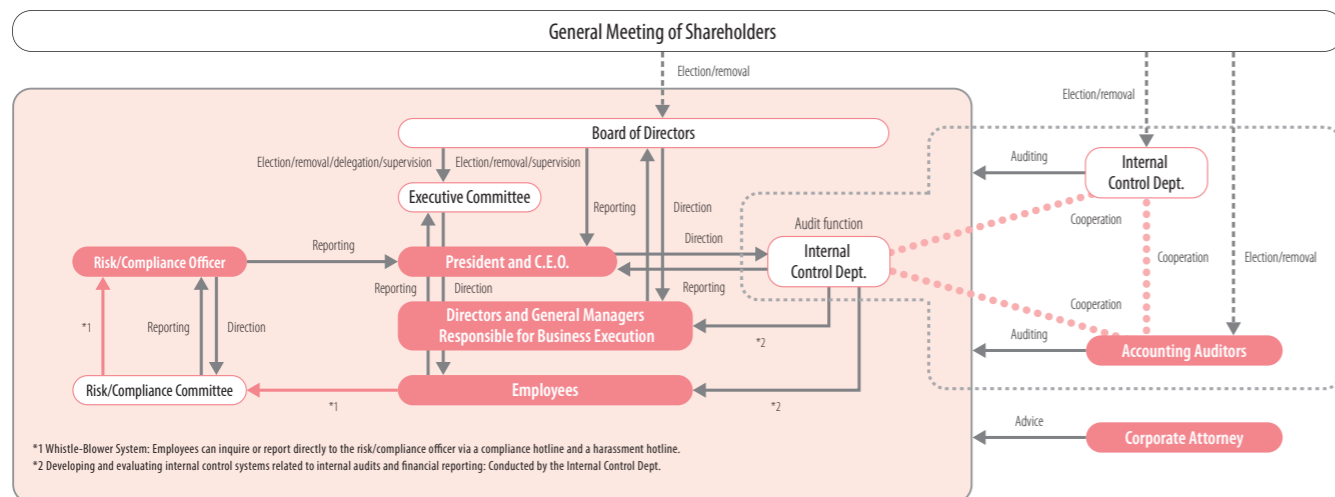 General Meeting of Shareholders
Election/removal
Election/removal
Election/removal
Board of Directors
Election/removal/delegation/supervision
Election/removal/supervision
Executive Committee
Reporting
Direction
Auditing
Internal
Control Dept.
Cooperation
Audit function
Internal
Control Dept.
Cooperation
Cooperation
Direction
Reporting
Risk/Compliance Officer
Reporting
President and C.E.O.
Reporting
Direction
Directors and General Managers
Responsible for Business Execution
*1
Reporting
Direction
*2
Auditing
Accounting Auditors
Risk/Compliance Committee
*1
Employees
*2
Advice
Corporate Attorney
*1 Whistle-Blower System: Employees can inquire or report directly to the risk/compliance officer via a compliance hotline and a harassment hotline.
*2 Developing and evaluating internal control systems related to internal audits and financial reporting: Conducted by the Internal Control Dept.